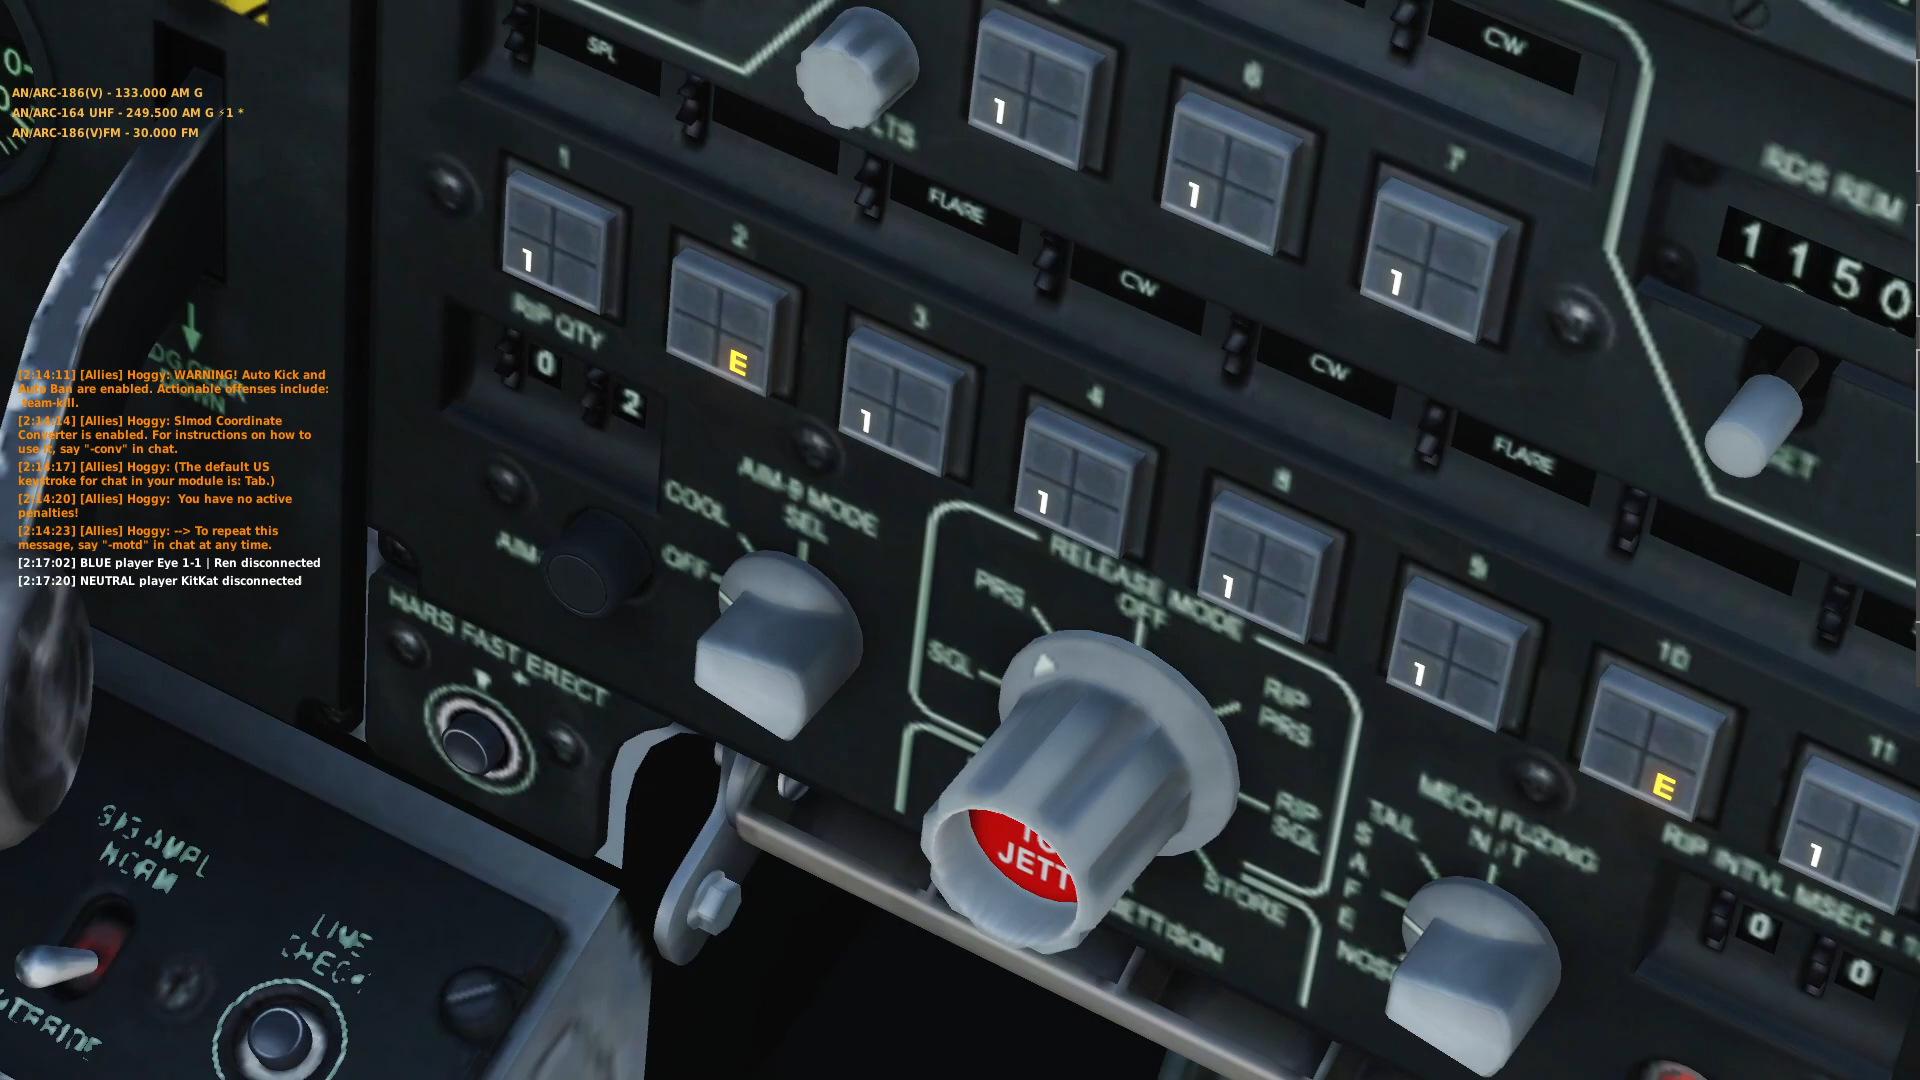 AN/ARC-186(V) - 133.000 AM G
AN/ARC-164 UHF - 249.500 AM G ⚡1 *
AN/ARC-186(V)FM - 30.000 FM
[2:14:11] [Allies] Hoggy: WARNING! Auto Kick and
Auto Ban are enabled. Actionable offenses include:
Team-kill.
[2:14:14] [Allies] Hoggy: Slmod Coordinate
Converter is enabled. For instructions on how to
use it, say "-conv" in chat.
[2:14:17] [Allies] Hoggy: (The default US
keystroke for chat in your module is: Tab.)
[2:14:20] [Allies] Hoggy: You have no active
penalties!
[2:14:23] [Allies] Hoggy: --> To repeat this
message, say "-motd" in chat at any time.
[2:17:02] BLUE player Eye 1-1 | Ren disconnected
[2:17:20] NEUTRAL player KitKat disconnected
SPL
CW
6
7
RDS REM
1150
1
1
1
1
FLARE
CW
CW
FLARE
1
2
3
4
8
9
10
11
1
E
1
1
1
1
E
1
RIP QTY
0 2
AIM-9 MODE
SEL
COOL
OFF
AIM
HARS FAST ERECT
RELEASE MODE
OFF
PRS
SGL
RIP
PRS
RIP
SGL
JETT
STORE
MECH FUZING
N/T
TAIL
SAFE
RIP INTVL MSEC x
0 0
SAS AMPL
NORM